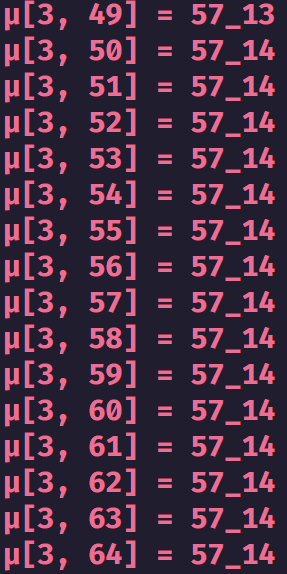 μ[3, 49] = 57_13
μ[3, 50] = 57_14
μ[3, 51] = 57_14
μ[3, 52] = 57_14
μ[3, 53] = 57_14
μ[3, 54] = 57_14
μ[3, 55] = 57_14
μ[3, 56] = 57_14
μ[3, 57] = 57_14
μ[3, 58] = 57_14
μ[3, 59] = 57_14
μ[3, 60] = 57_14
μ[3, 61] = 57_14
μ[3, 62] = 57_14
μ[3, 63] = 57_14
μ[3, 64] = 57_14